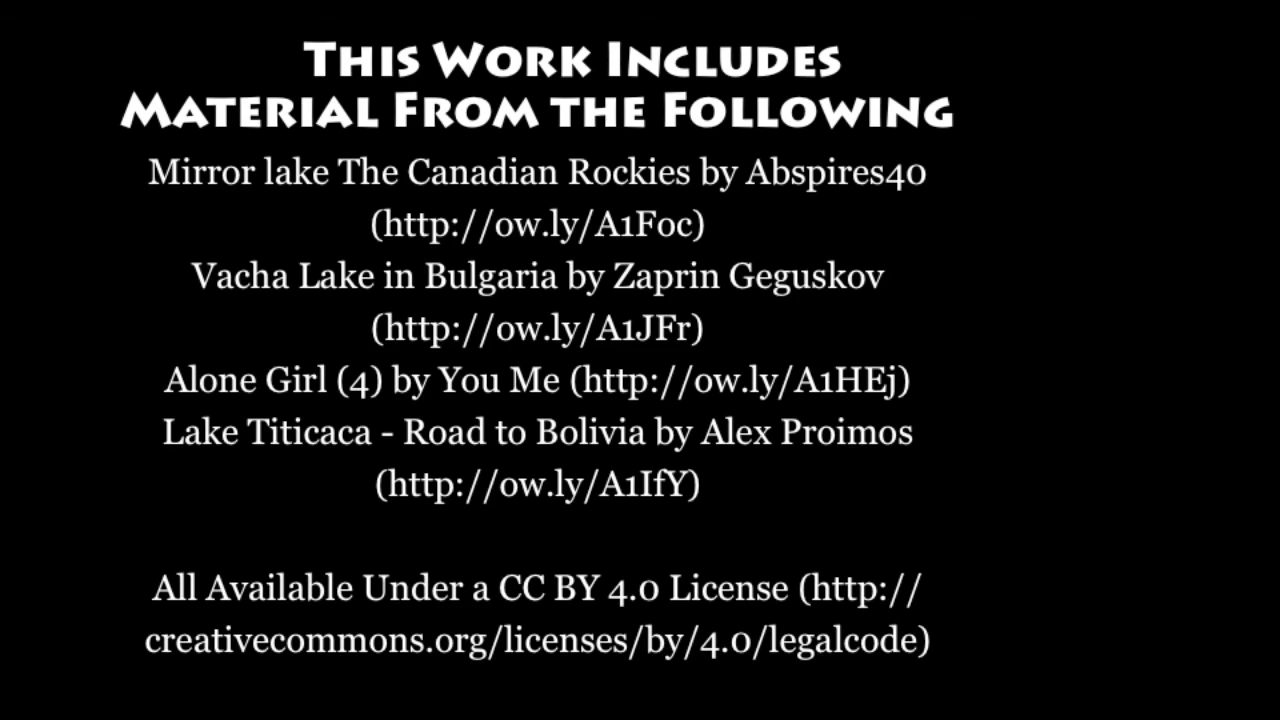 This Work Includes
Material From the Following
Mirror lake The Canadian Rockies by Abspires40
(http://ow.ly/A1Foc)
Vacha Lake in Bulgaria by Zaprin Geguskov
(http://ow.ly/A1JFr)
Alone Girl (4) by You Me (http://ow.ly/A1HEj)
Lake Titicaca - Road to Bolivia by Alex Proimos
(http://ow.ly/A1IfY)
All Available Under a CC BY 4.0 License (http://
creativecommons.org/licenses/by/4.0/legalcode)